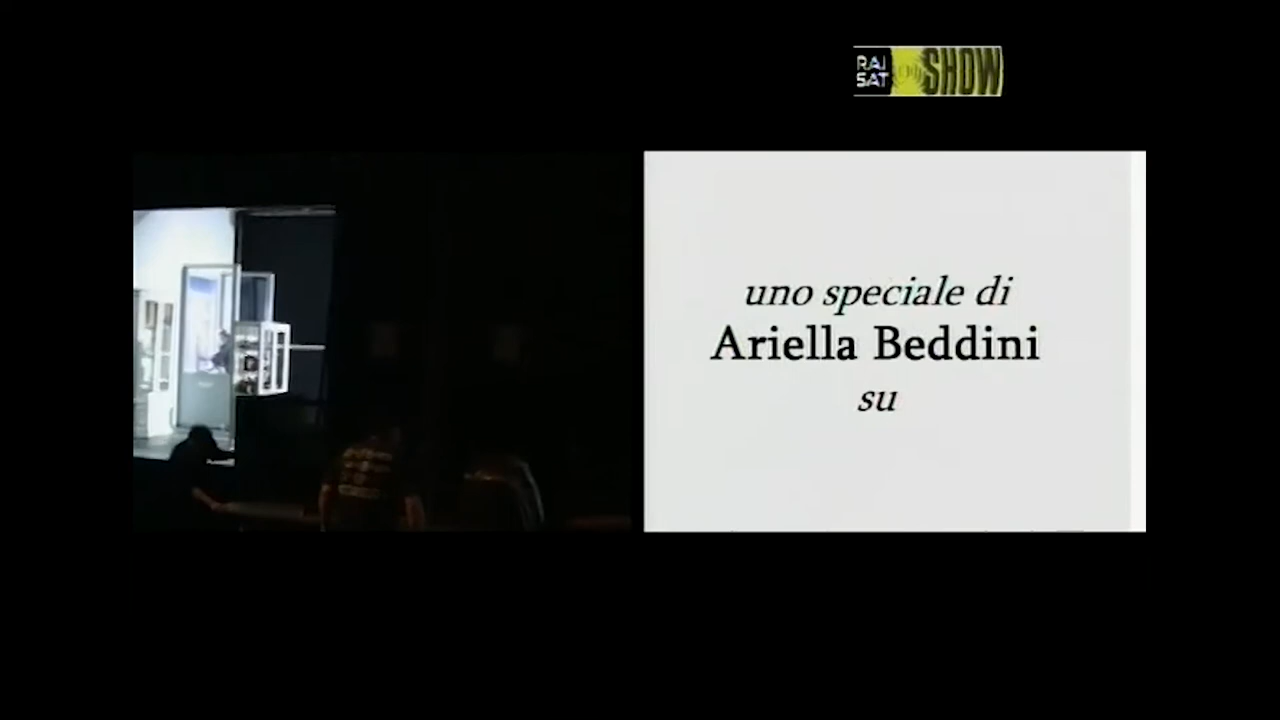 RAI
SAT
SHOW
uno speciale di
Ariella Beddini
su